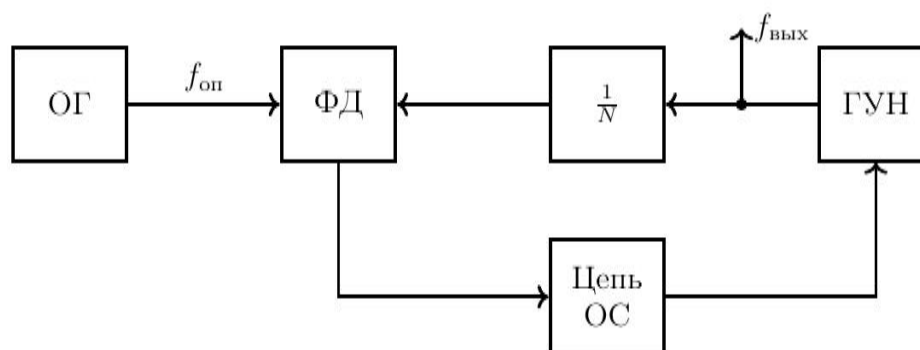 f_вых
ОГ
f_оп
ФД
1/N
ГУН
Цепь
ОС